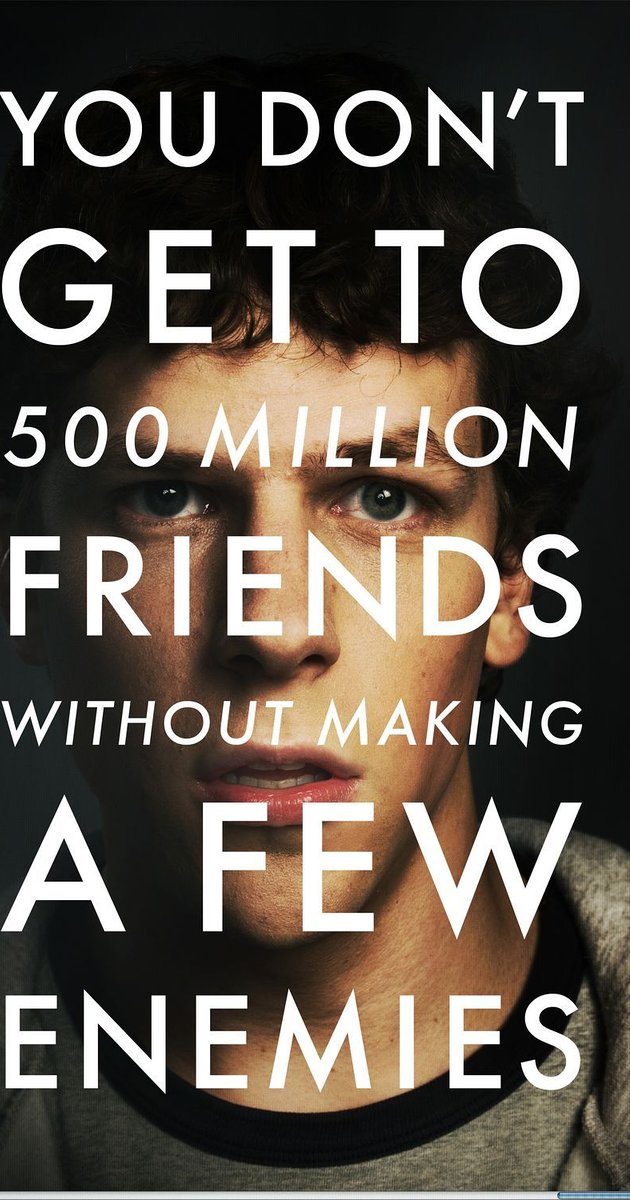 YOU DON'T
GET TO
500 MILLION
FRIENDS
WITHOUT MAKING
A FEW
ENEMIES